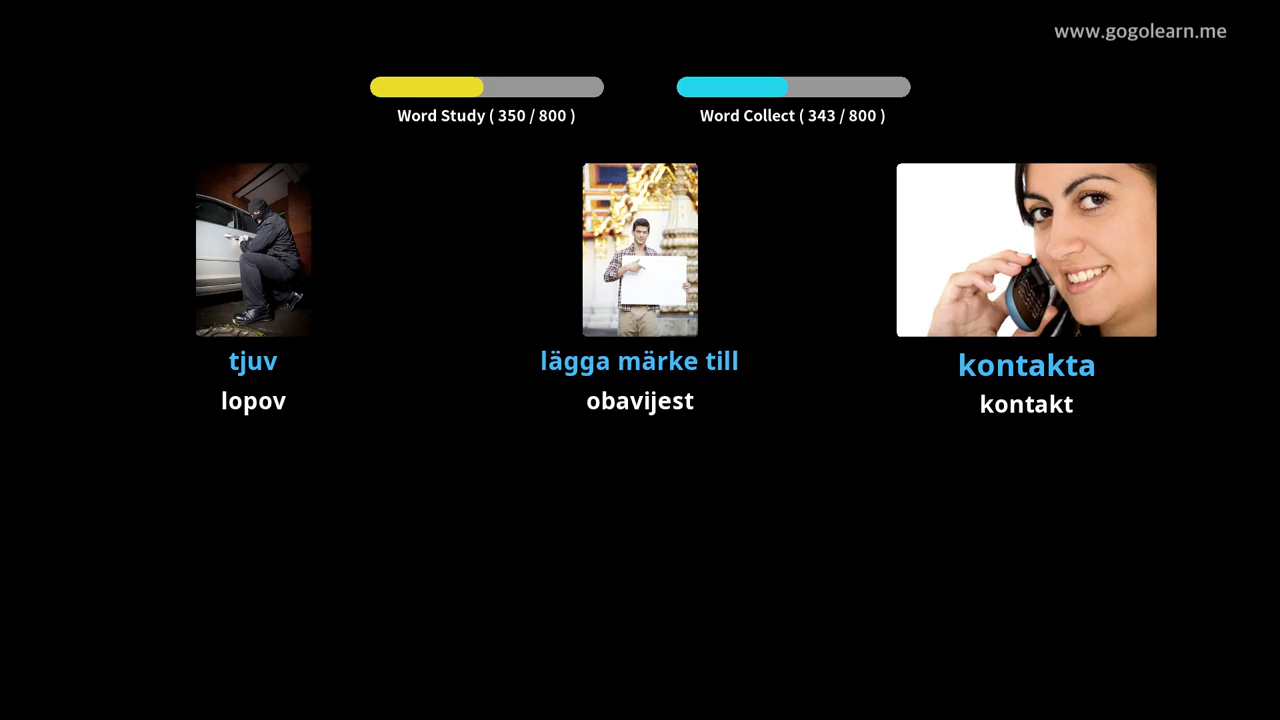 www.gogolearn.me
Word Study ( 350 / 800 )
Word Collect ( 343 / 800 )
tjuv
lopov
lägga märke till
obavijest
kontakta
kontakt